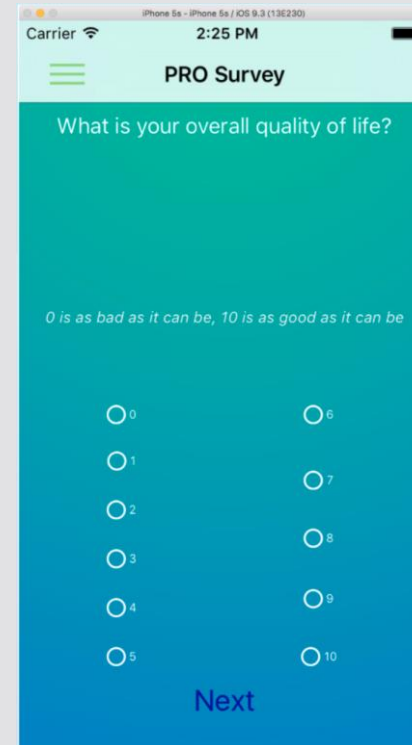 iPhone 5s - iPhone 5s / iOS 9.3 (13E230)
Carrier 2:25 PM
PRO Survey
What is your overall quality of life?
0 is as bad as it can be, 10 is as good as it can be
0
1
2
3
4
5
6
7
8
9
10
Next